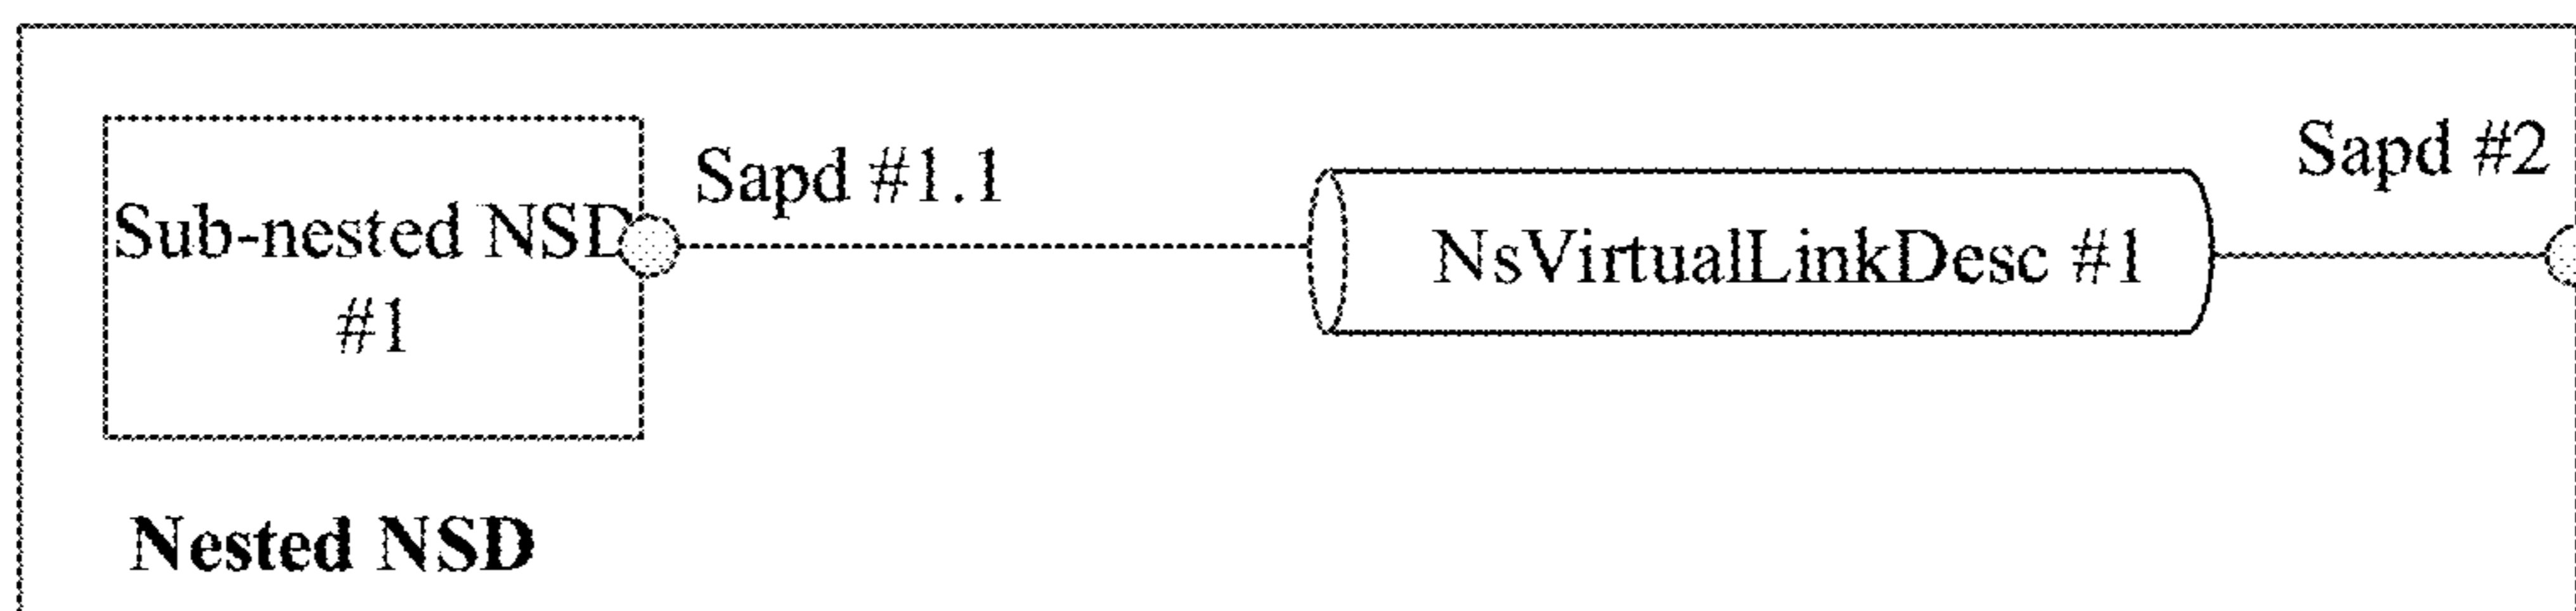 Sub-nested NSD
#1
Sapd #1.1
NsVirtualLinkDesc #1
Sapd #2
Nested NSD